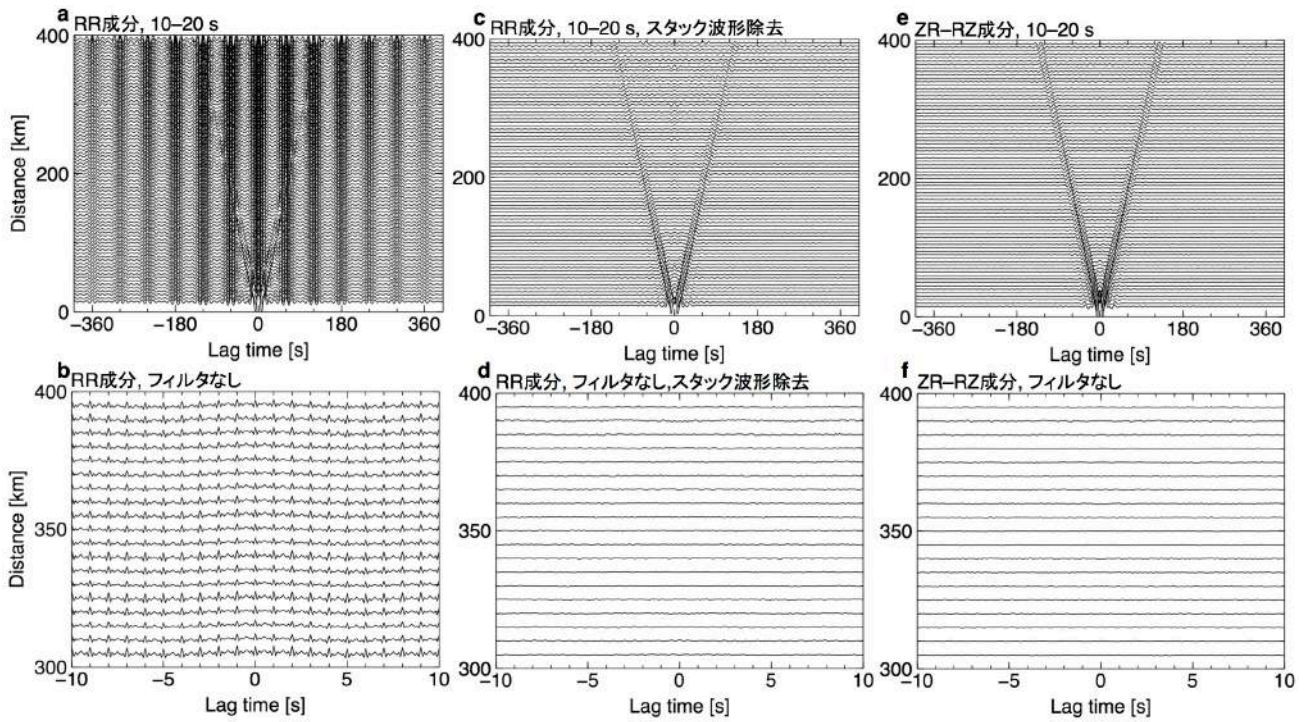 a RR成分, 10–20 s
400
200
0
Distance [km]
−360 −180 0 180 360
Lag time [s]
c RR成分, 10–20 s, スタック波形除去
400
200
0
−360 −180 0 180 360
Lag time [s]
e ZR–RZ成分, 10–20 s
400
200
0
−360 −180 0 180 360
Lag time [s]
b RR成分, フィルタなし
400
350
300
Distance [km]
−10 −5 0 5 10
Lag time [s]
d RR成分, フィルタなし,スタック波形除去
400
350
300
−10 −5 0 5 10
Lag time [s]
f ZR–RZ成分, フィルタなし
400
350
300
−10 −5 0 5 10
Lag time [s]